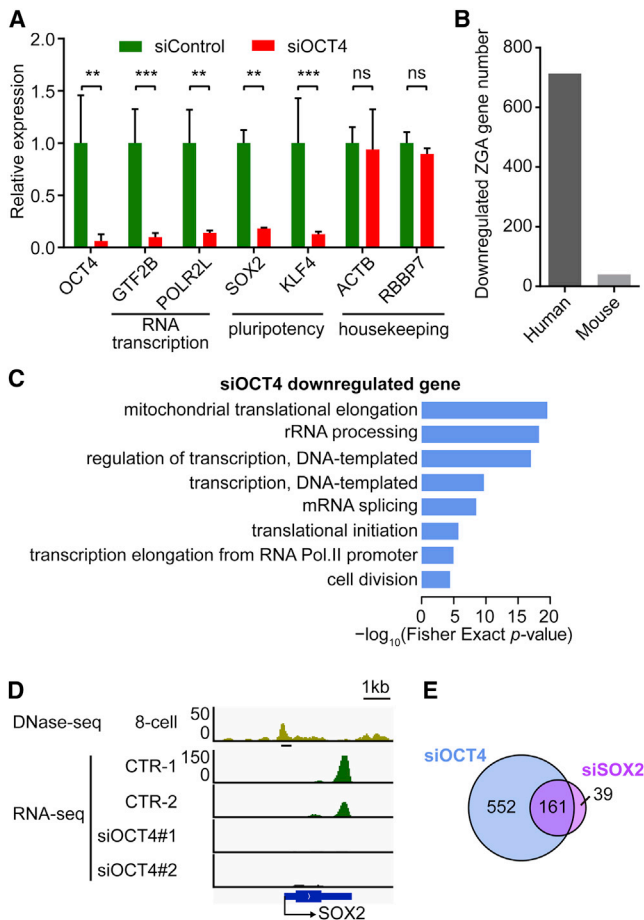 A
siControl siOCT4
Relative expression
2.0
1.5
1.0
0.5
0.0
** *** ** ** *** ns ns
OCT4 GTF2B POLR2L SOX2 KLF4 ACTB RBBP7
RNA transcription pluripotency housekeeping
B
Downregulated ZGA gene number
800
600
400
200
0
Human Mouse
C
siOCT4 downregulated gene
mitochondrial translational elongation
rRNA processing
regulation of transcription, DNA-templated
transcription, DNA-templated
mRNA splicing
translational initiation
transcription elongation from RNA Pol.II promoter
cell division
0 5 10 15 20
−log10(Fisher Exact p-value)
D
1kb
DNase-seq 8-cell 50 0
RNA-seq
CTR-1 150 0
CTR-2
siOCT4#1
siOCT4#2
SOX2
E
siOCT4
siSOX2
552 161 39